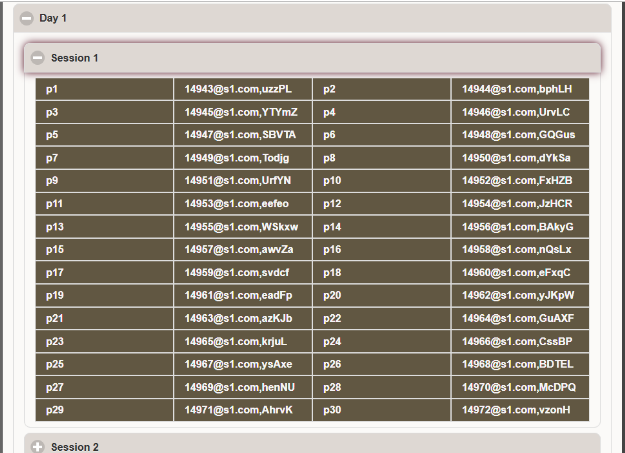 Day 1
Session 1
p1 14943@s1.com,uzzPL p2 14944@s1.com,bphLH
p3 14945@s1.com,YTYmZ p4 14946@s1.com,UrvLC
p5 14947@s1.com,SBVTA p6 14948@s1.com,GQGus
p7 14949@s1.com,Todjg p8 14950@s1.com,dYkSa
p9 14951@s1.com,UrfYN p10 14952@s1.com,FxHZB
p11 14953@s1.com,eefeo p12 14954@s1.com,JzHCR
p13 14955@s1.com,WSkxw p14 14956@s1.com,BAkyG
p15 14957@s1.com,awvZa p16 14958@s1.com,nQsLx
p17 14959@s1.com,svdcf p18 14960@s1.com,eFxqC
p19 14961@s1.com,eadFp p20 14962@s1.com,yJKpW
p21 14963@s1.com,azKJb p22 14964@s1.com,GuAXF
p23 14965@s1.com,krjuL p24 14966@s1.com,CssBP
p25 14967@s1.com,ysAxe p26 14968@s1.com,BDTEL
p27 14969@s1.com,henNU p28 14970@s1.com,McDPQ
p29 14971@s1.com,AhrvK p30 14972@s1.com,vzonH
Session 2